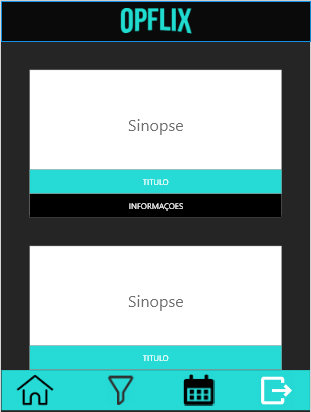 OPFLIX
Sinopse
TITULO
INFORMAÇOES
Sinopse
TITULO